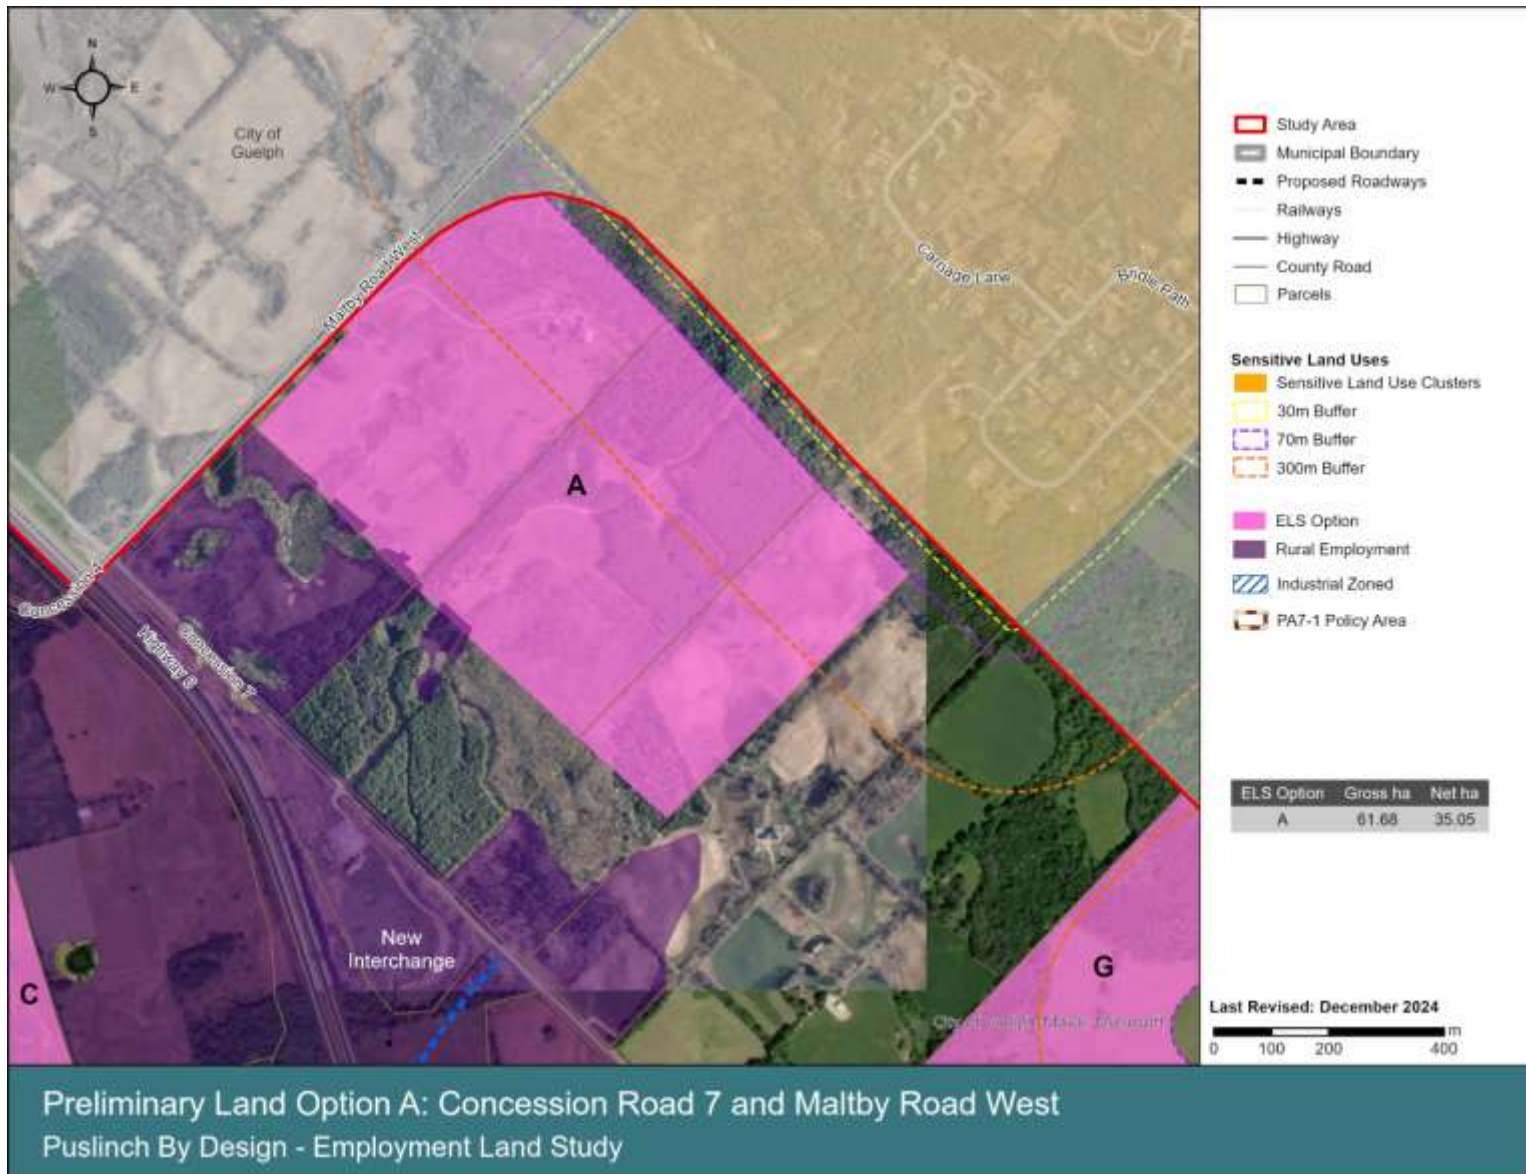 N
W
E
S
City of
Guelph
Maltby Road West
Carriage Lane
Bridle Path
A
Concession 7
Highway 6
New
Interchange
C
G
Study Area
Municipal Boundary
Proposed Roadways
Railways
Highway
County Road
Parcels
Sensitive Land Uses
Sensitive Land Use Clusters
30m Buffer
70m Buffer
300m Buffer
ELS Option
Rural Employment
Industrial Zoned
PA7-1 Policy Area
ELS Option Gross ha Net ha
A 61.68 35.05
Last Revised: December 2024
m
0 100 200 400
Preliminary Land Option A: Concession Road 7 and Maltby Road West
Puslinch By Design - Employment Land Study